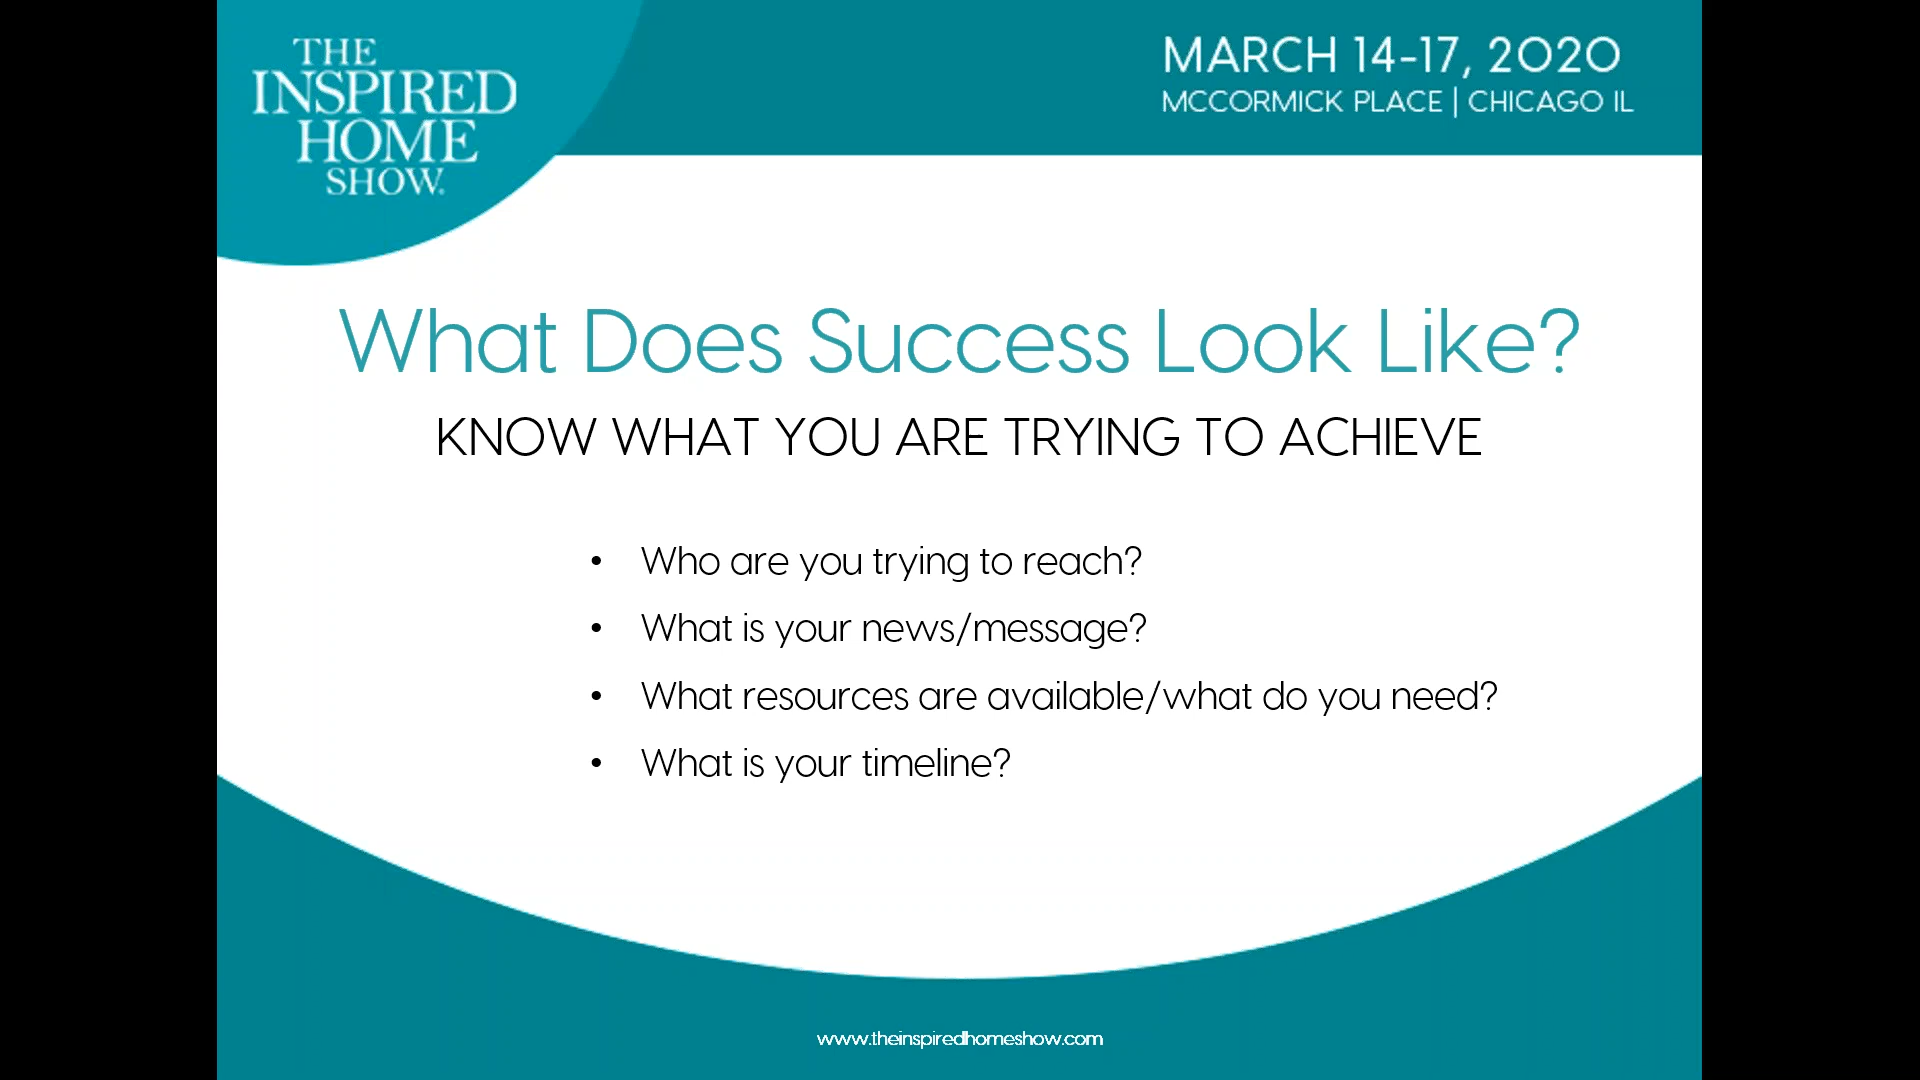 THE
INSPIRED
HOME
SHOW.
MARCH 14-17, 2020
MCCORMICK PLACE | CHICAGO IL
What Does Success Look Like?
KNOW WHAT YOU ARE TRYING TO ACHIEVE
• Who are you trying to reach?
• What is your news/message?
• What resources are available/what do you need?
• What is your timeline?
www.theinspiredhomeshow.com